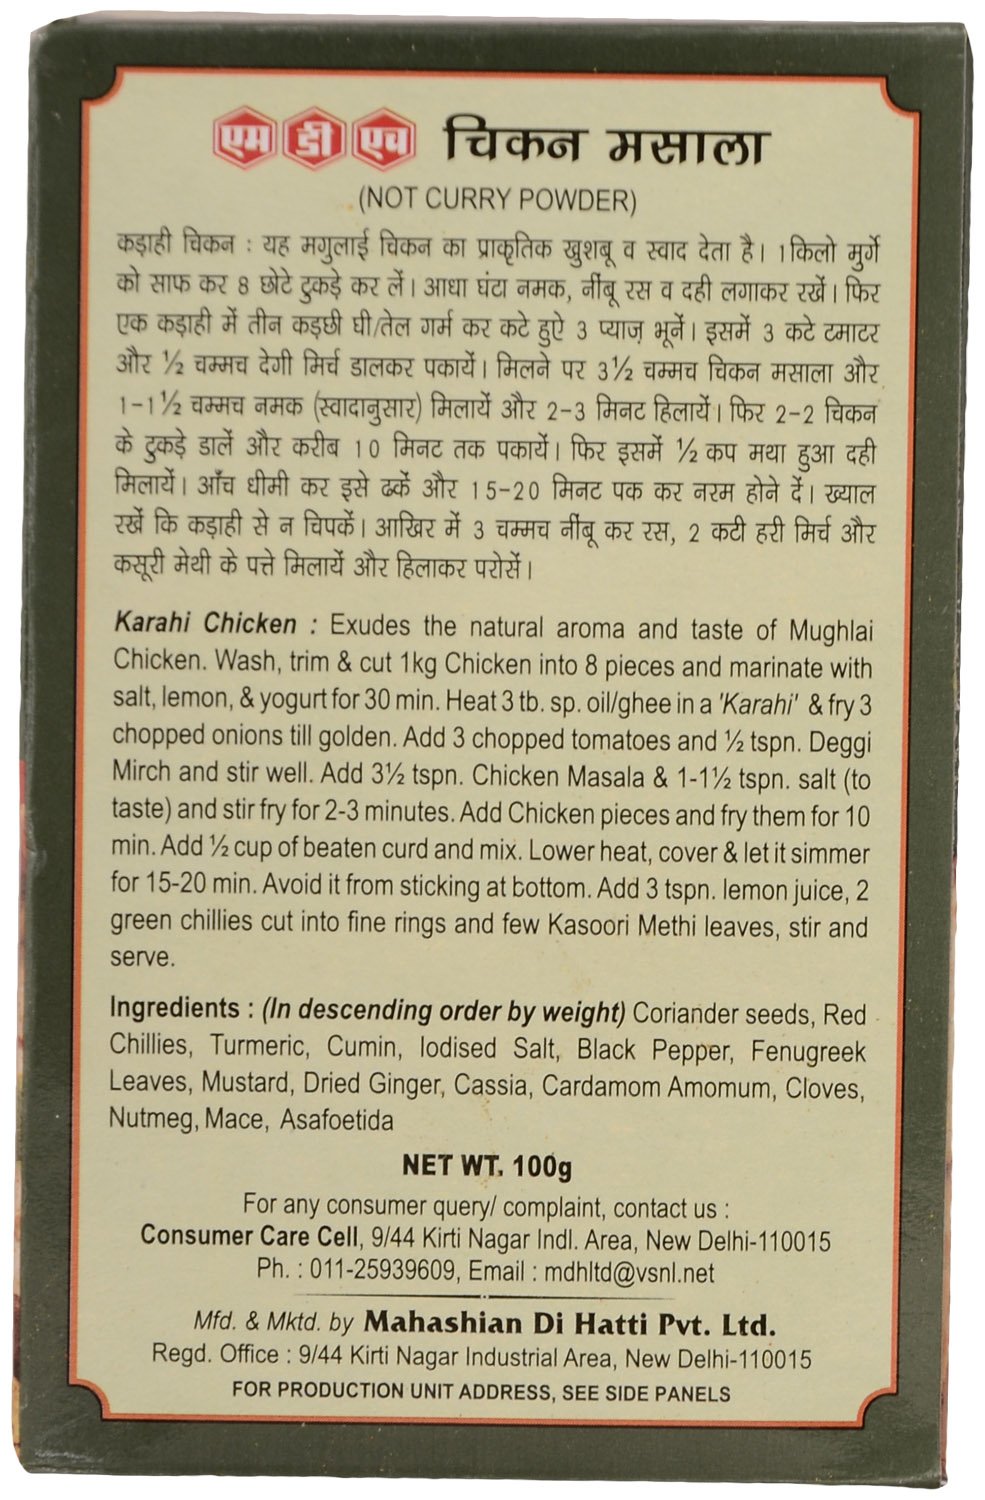 एम डी एच चिकन मसाला
(NOT CURRY POWDER)
कड़ाही चिकन : यह मगुलाई चिकन का प्राकृतिक खुशबू व स्वाद देता है। 1किलो मुर्गे
को साफ कर 8 छोटे टुकड़े कर लें। आधा घंटा नमक, नींबू रस व दही लगाकर रखें। फिर
एक कड़ाही में तीन कड़छी घी/तेल गर्म कर कटे हुऐ 3 प्याज़ भूनें। इसमें 3 कटे टमाटर
और ½ चम्मच देगी मिर्च डालकर पकायें। मिलने पर 3½ चम्मच चिकन मसाला और
1-1½ चम्मच नमक (स्वादानुसार) मिलायें और 2-3 मिनट हिलायें। फिर 2-2 चिकन
के टुकड़े डालें और करीब 10 मिनट तक पकायें। फिर इसमें ½ कप मथा हुआ दही
मिलायें। आँच धीमी कर इसे ढकें और 15-20 मिनट पक कर नरम होने दें। ख्याल
रखें कि कड़ाही से न चिपकें। आखिर में 3 चम्मच नींबू कर रस, 2 कटी हरी मिर्च और
कसूरी मेथी के पत्ते मिलायें और हिलाकर परोसें।
Karahi Chicken : Exudes the natural aroma and taste of Mughlai
Chicken. Wash, trim & cut 1kg Chicken into 8 pieces and marinate with
salt, lemon, & yogurt for 30 min. Heat 3 tb. sp. oil/ghee in a 'Karahi' & fry 3
chopped onions till golden. Add 3 chopped tomatoes and ½ tspn. Deggi
Mirch and stir well. Add 3½ tspn. Chicken Masala & 1-1½ tspn. salt (to
taste) and stir fry for 2-3 minutes. Add Chicken pieces and fry them for 10
min. Add ½ cup of beaten curd and mix. Lower heat, cover & let it simmer
for 15-20 min. Avoid it from sticking at bottom. Add 3 tspn. lemon juice, 2
green chillies cut into fine rings and few Kasoori Methi leaves, stir and
serve.
Ingredients : (In descending order by weight) Coriander seeds, Red
Chillies, Turmeric, Cumin, Iodised Salt, Black Pepper, Fenugreek
Leaves, Mustard, Dried Ginger, Cassia, Cardamom Amomum, Cloves,
Nutmeg, Mace, Asafoetida
NET WT. 100g
For any consumer query/ complaint, contact us :
Consumer Care Cell, 9/44 Kirti Nagar Indl. Area, New Delhi-110015
Ph. : 011-25939609, Email : mdhltd@vsnl.net
Mfd. & Mktd. by Mahashian Di Hatti Pvt. Ltd.
Regd. Office : 9/44 Kirti Nagar Industrial Area, New Delhi-110015
FOR PRODUCTION UNIT ADDRESS, SEE SIDE PANELS